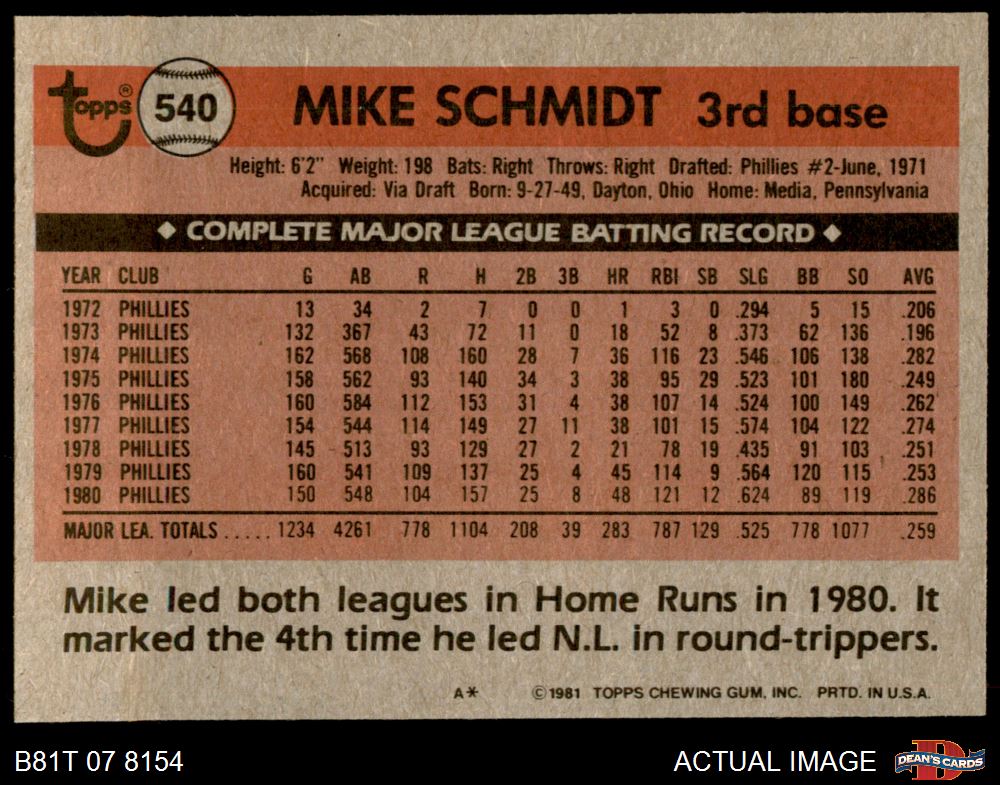 topps® 540 MIKE SCHMIDT 3rd base
Height: 6'2" Weight: 198 Bats: Right Throws: Right Drafted: Phillies #2-June, 1971
Acquired: Via Draft Born: 9-27-49, Dayton, Ohio Home: Media, Pennsylvania
◆ COMPLETE MAJOR LEAGUE BATTING RECORD ◆
YEAR CLUB G AB R H 2B 3B HR RBI SB SLG BB SO AVG
1972 PHILLIES 13 34 2 7 0 0 1 3 0 .294 5 15 .206
1973 PHILLIES 132 367 43 72 11 0 18 52 8 .373 62 136 .196
1974 PHILLIES 162 568 108 160 28 7 36 116 23 .546 106 138 .282
1975 PHILLIES 158 562 93 140 34 3 38 95 29 .523 101 180 .249
1976 PHILLIES 160 584 112 153 31 4 38 107 14 .524 100 149 .262
1977 PHILLIES 154 544 114 149 27 11 38 101 15 .574 104 122 .274
1978 PHILLIES 145 513 93 129 27 2 21 78 19 .435 91 103 .251
1979 PHILLIES 160 541 109 137 25 4 45 114 9 .564 120 115 .253
1980 PHILLIES 150 548 104 157 25 8 48 121 12 .624 89 119 .286
MAJOR LEA. TOTALS ..... 1234 4261 778 1104 208 39 283 787 129 .525 778 1077 .259
Mike led both leagues in Home Runs in 1980. It
marked the 4th time he led N.L. in round-trippers.
A* ©1981 TOPPS CHEWING GUM, INC. PRTD. IN U.S.A.
B81T 07 8154 ACTUAL IMAGE DEAN'S CARDS